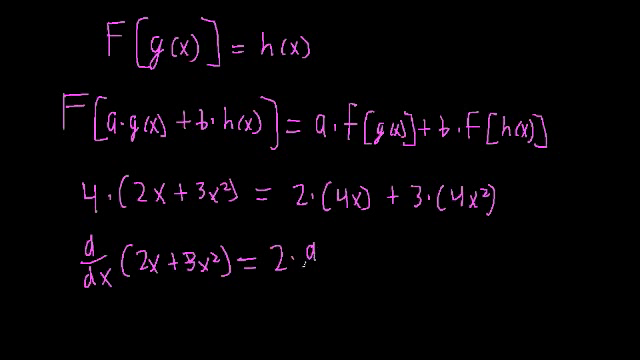 F[g(x)] = h(x)
F[a·g(x) + b·h(x)] = a·F[g(x)] + b·F[h(x)]
4·(2x + 3x²) = 2·(4x) + 3·(4x²)
d/dx (2x + 3x²) = 2·d